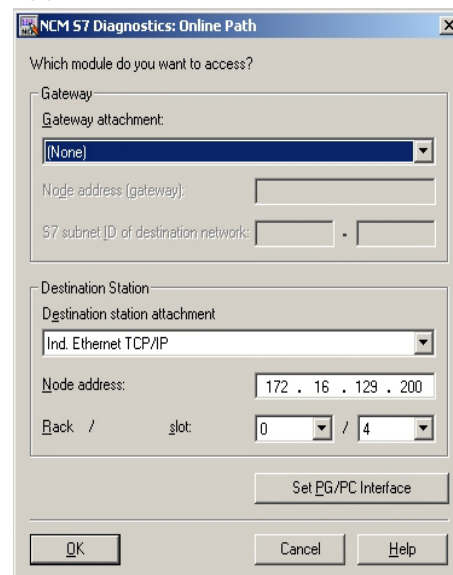 NCM S7 Diagnostics: Online Path
Which module do you want to access?
Gateway
Gateway attachment:
(None)
Node address (gateway):
S7 subnet ID of destination network: -
Destination Station
Destination station attachment
Ind. Ethernet TCP/IP
Node address: 172 . 16 . 129 . 200
Rack / slot: 0 / 4
Set PG/PC Interface
OK Cancel Help